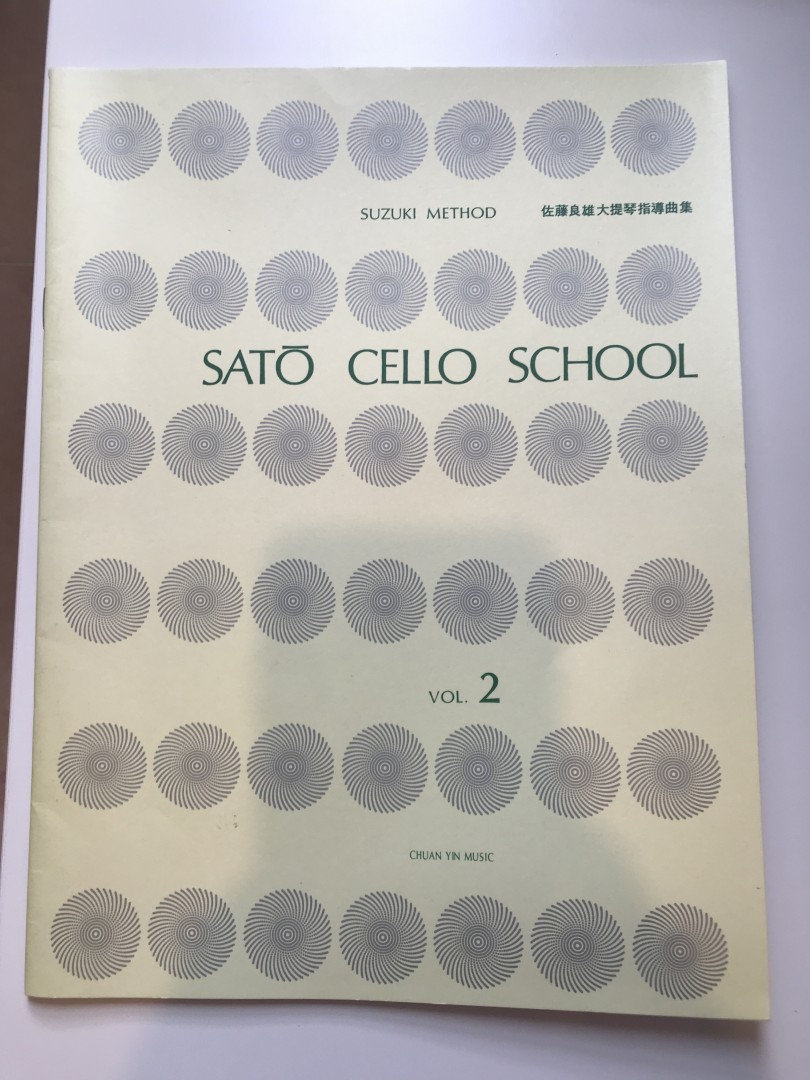 SUZUKI METHOD 佐藤良雄大提琴指導曲集
SATŌ CELLO SCHOOL
VOL. 2
CHUAN YIN MUSIC